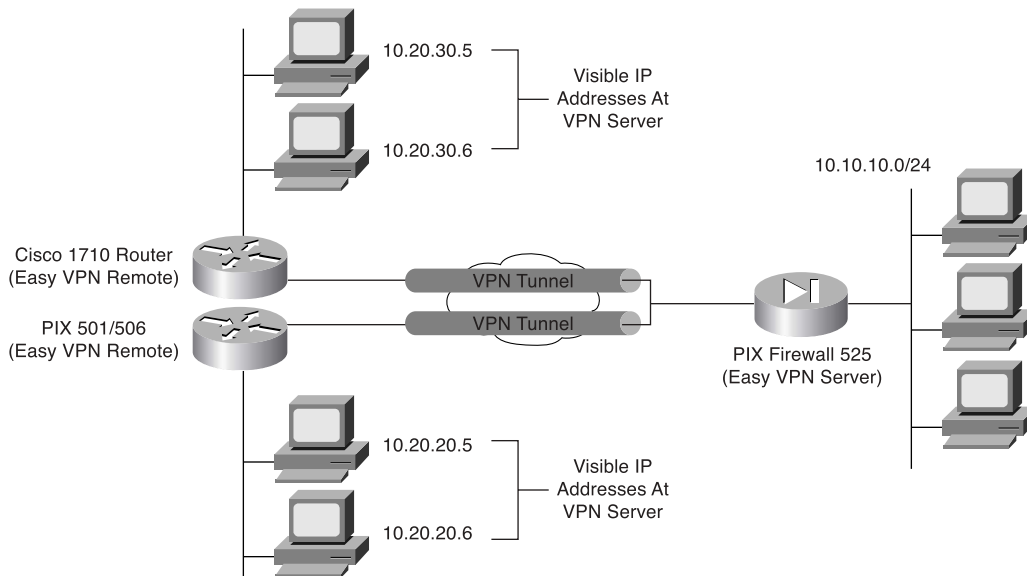 10.20.30.5
Visible IP
Addresses At
VPN Server
10.20.30.6
10.10.10.0/24
Cisco 1710 Router
(Easy VPN Remote)
VPN Tunnel
PIX 501/506
(Easy VPN Remote)
VPN Tunnel
PIX Firewall 525
(Easy VPN Server)
10.20.20.5
Visible IP
Addresses At
VPN Server
10.20.20.6